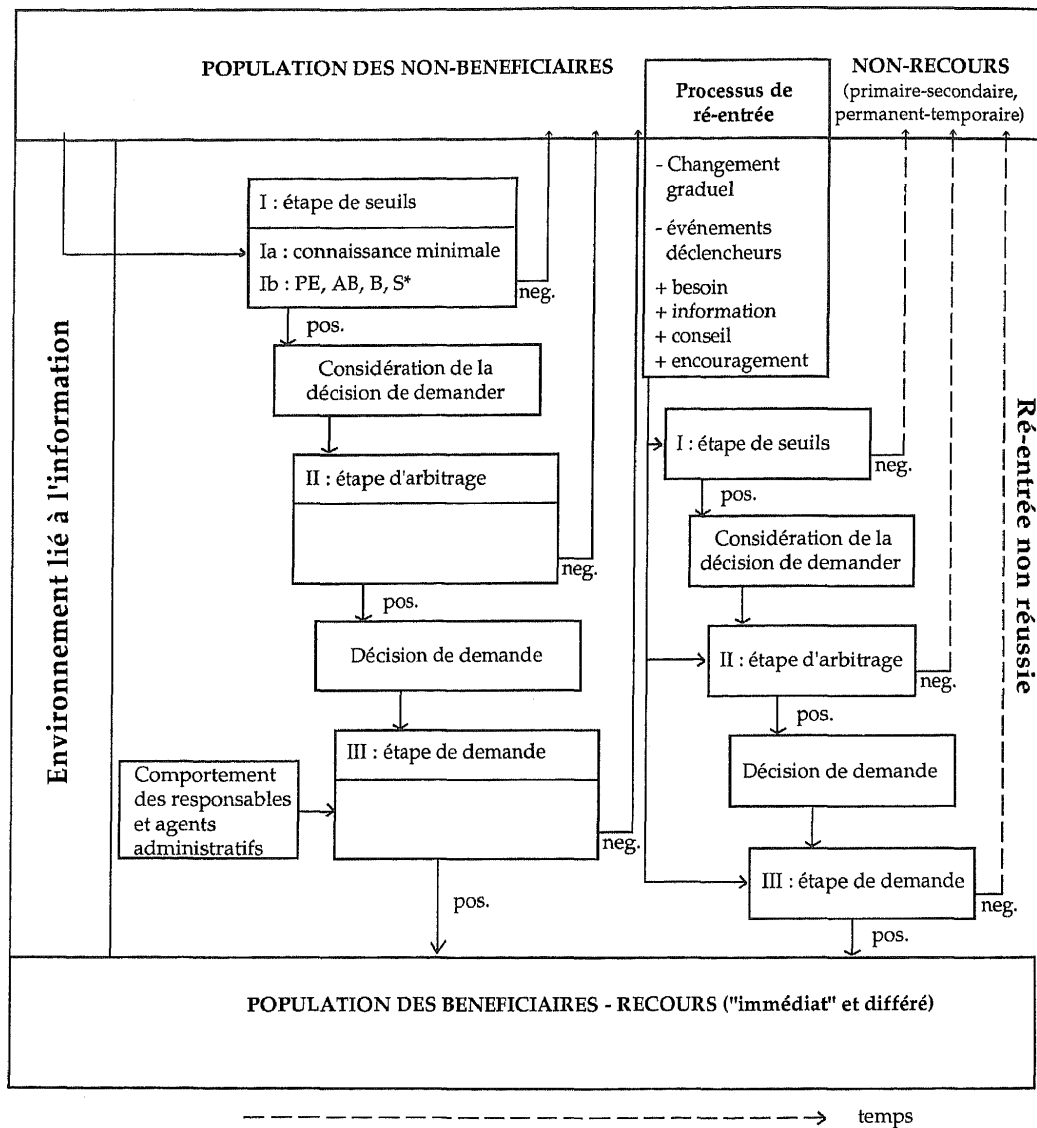 POPULATION DES NON-BENEFICIAIRES
Processus de
ré-entrée
NON-RECOURS
(primaire-secondaire,
permanent-temporaire)
Environnement lié à l'information
I : étape de seuils
Ia : connaissance minimale
Ib : PE, AB, B, S*
neg.
pos.
Considération de la
décision de demander
II : étape d'arbitrage
neg.
pos.
Décision de demande
III : étape de demande
Comportement
des responsables
et agents
administratifs
neg.
pos.
- Changement
graduel
- événements
déclencheurs
+ besoin
+ information
+ conseil
+ encouragement
I : étape de seuils
neg.
pos.
Considération de la
décision de demander
II : étape d'arbitrage
neg.
pos.
Décision de demande
III : étape de demande
neg.
pos.
Ré-entrée non réussie
POPULATION DES BENEFICIAIRES - RECOURS ("immédiat" et différé)
temps